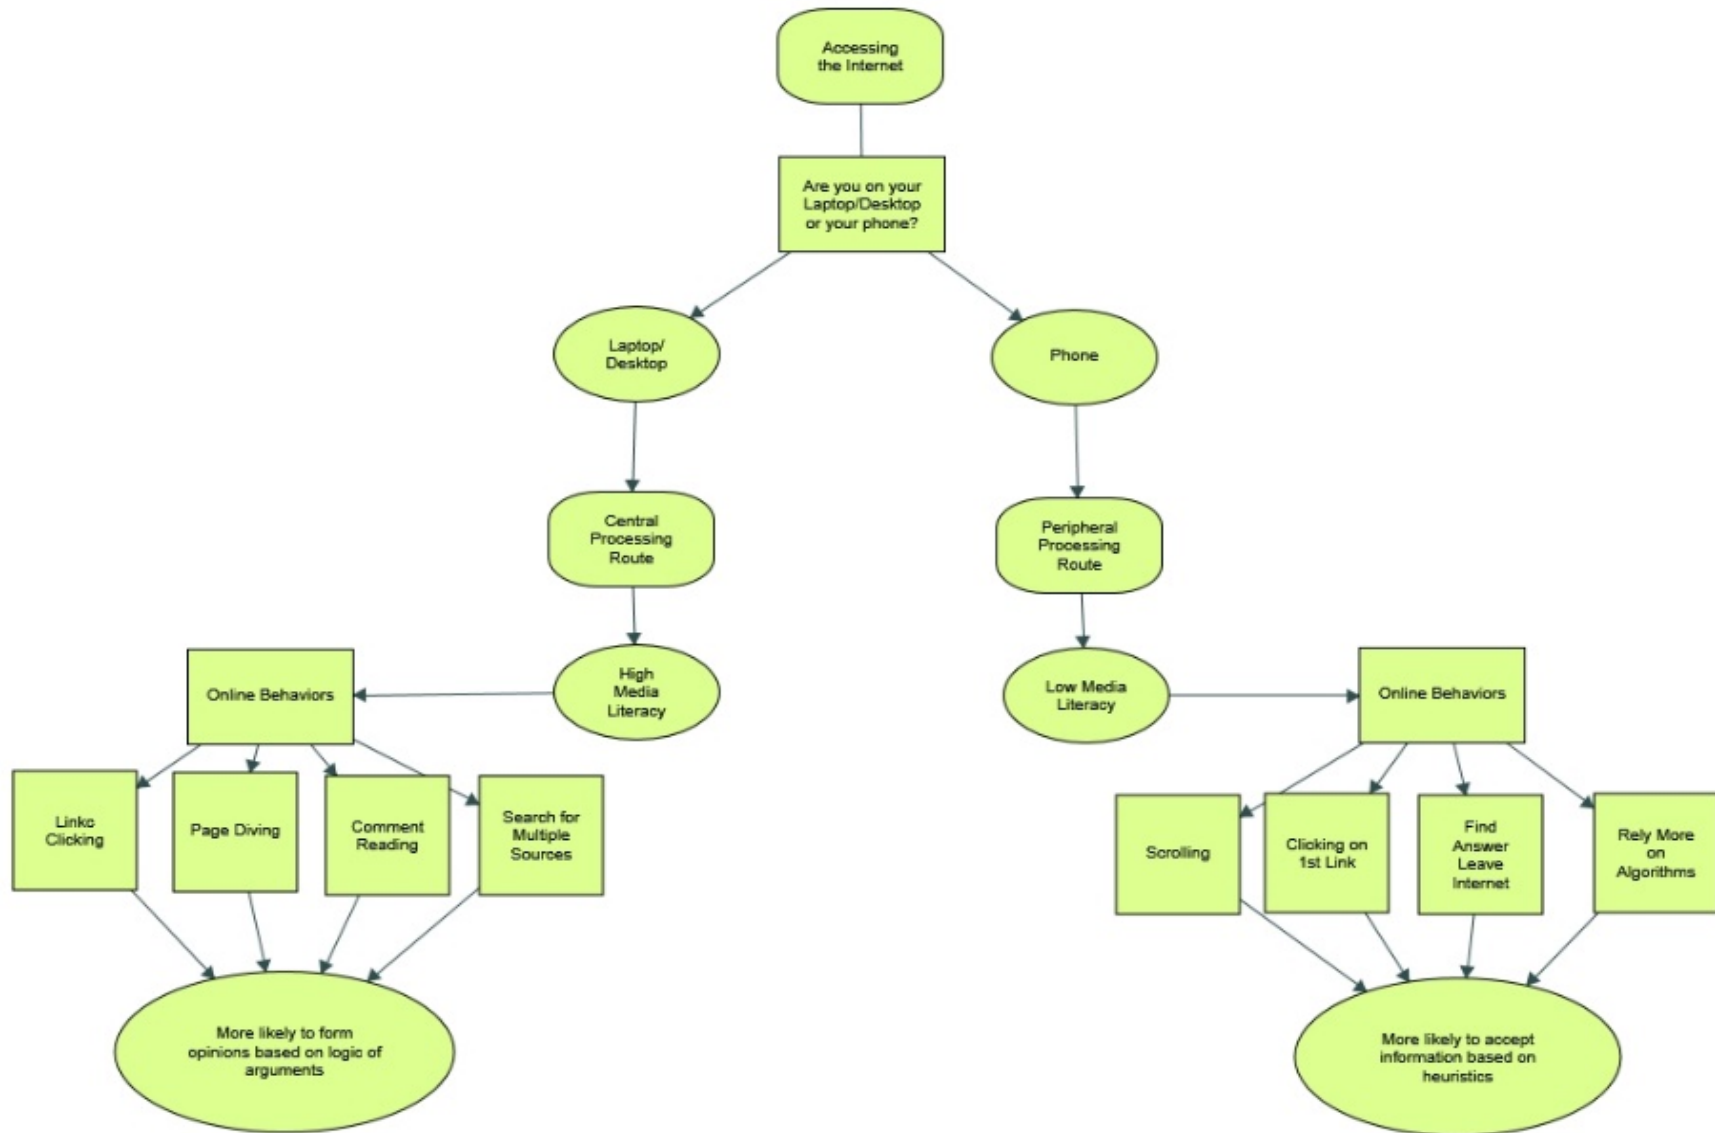 Accessing
the Internet
Are you on your
Laptop/Desktop
or your phone?
Laptop/
Desktop
Phone
Central
Processing
Route
Peripheral
Processing
Route
High
Media
Literacy
Low Media
Literacy
Online Behaviors
Online Behaviors
Linkc
Clicking
Page Diving
Comment
Reading
Search for
Multiple
Sources
Scrolling
Clicking on
1st Link
Find
Answer
Leave
Internet
Rely More
on
Algorithms
More likely to form
opinions based on logic of
arguments
More likely to accept
information based on
heuristics